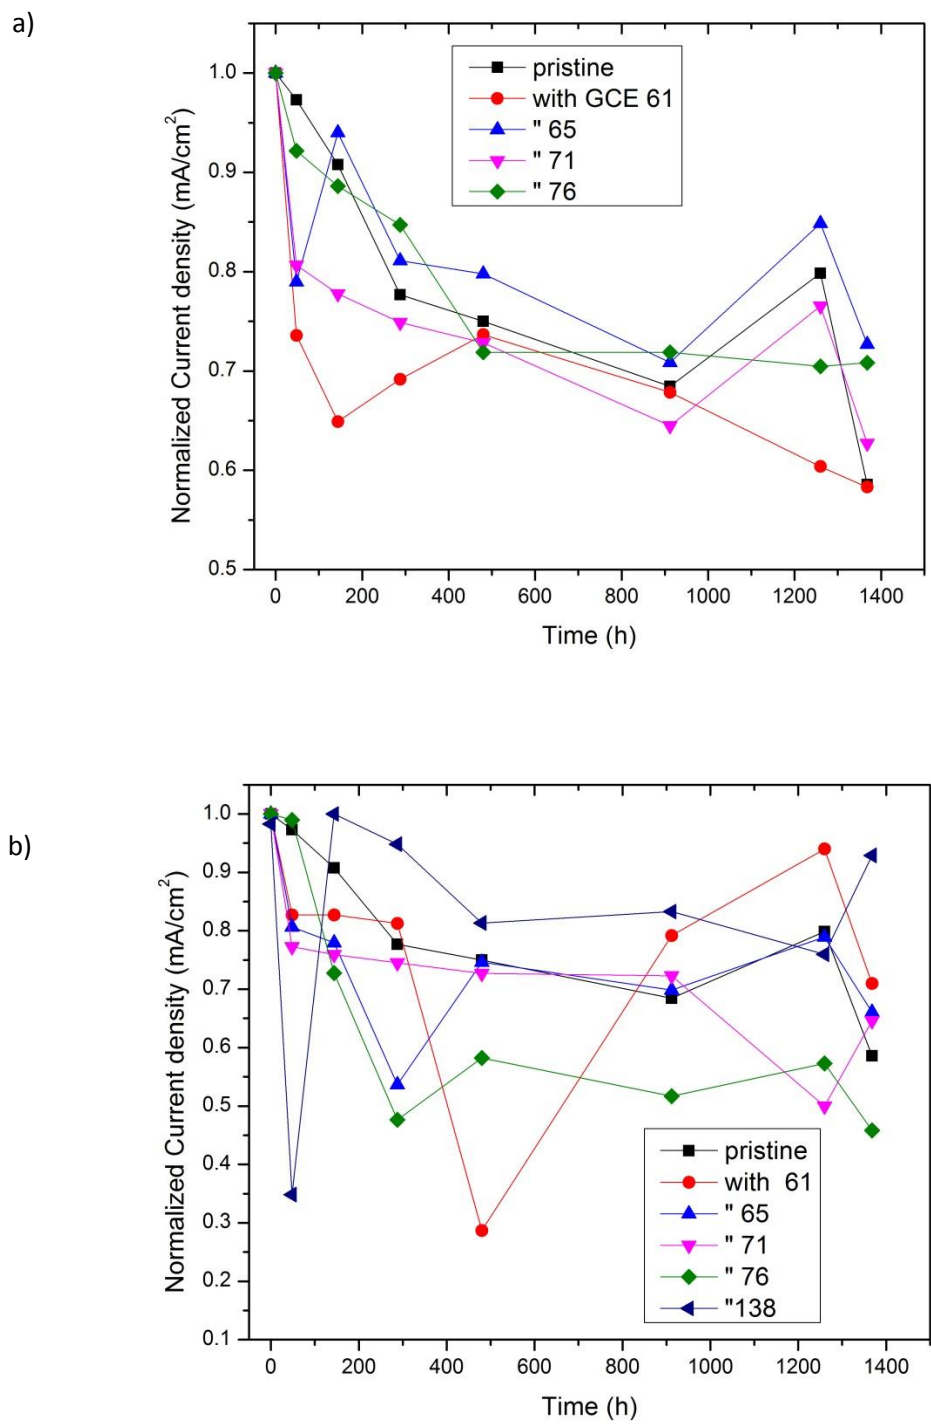 a)
Normalized Current density (mA/cm²)
1.0
0.9
0.8
0.7
0.6
0.5
pristine
with GCE 61
" 65
" 71
" 76
0 200 400 600 800 1000 1200 1400
Time (h)
b)
Normalized Current density (mA/cm²)
1.0
0.9
0.8
0.7
0.6
0.5
0.4
0.3
0.2
0.1
pristine
with 61
" 65
" 71
" 76
"138
0 200 400 600 800 1000 1200 1400
Time (h)